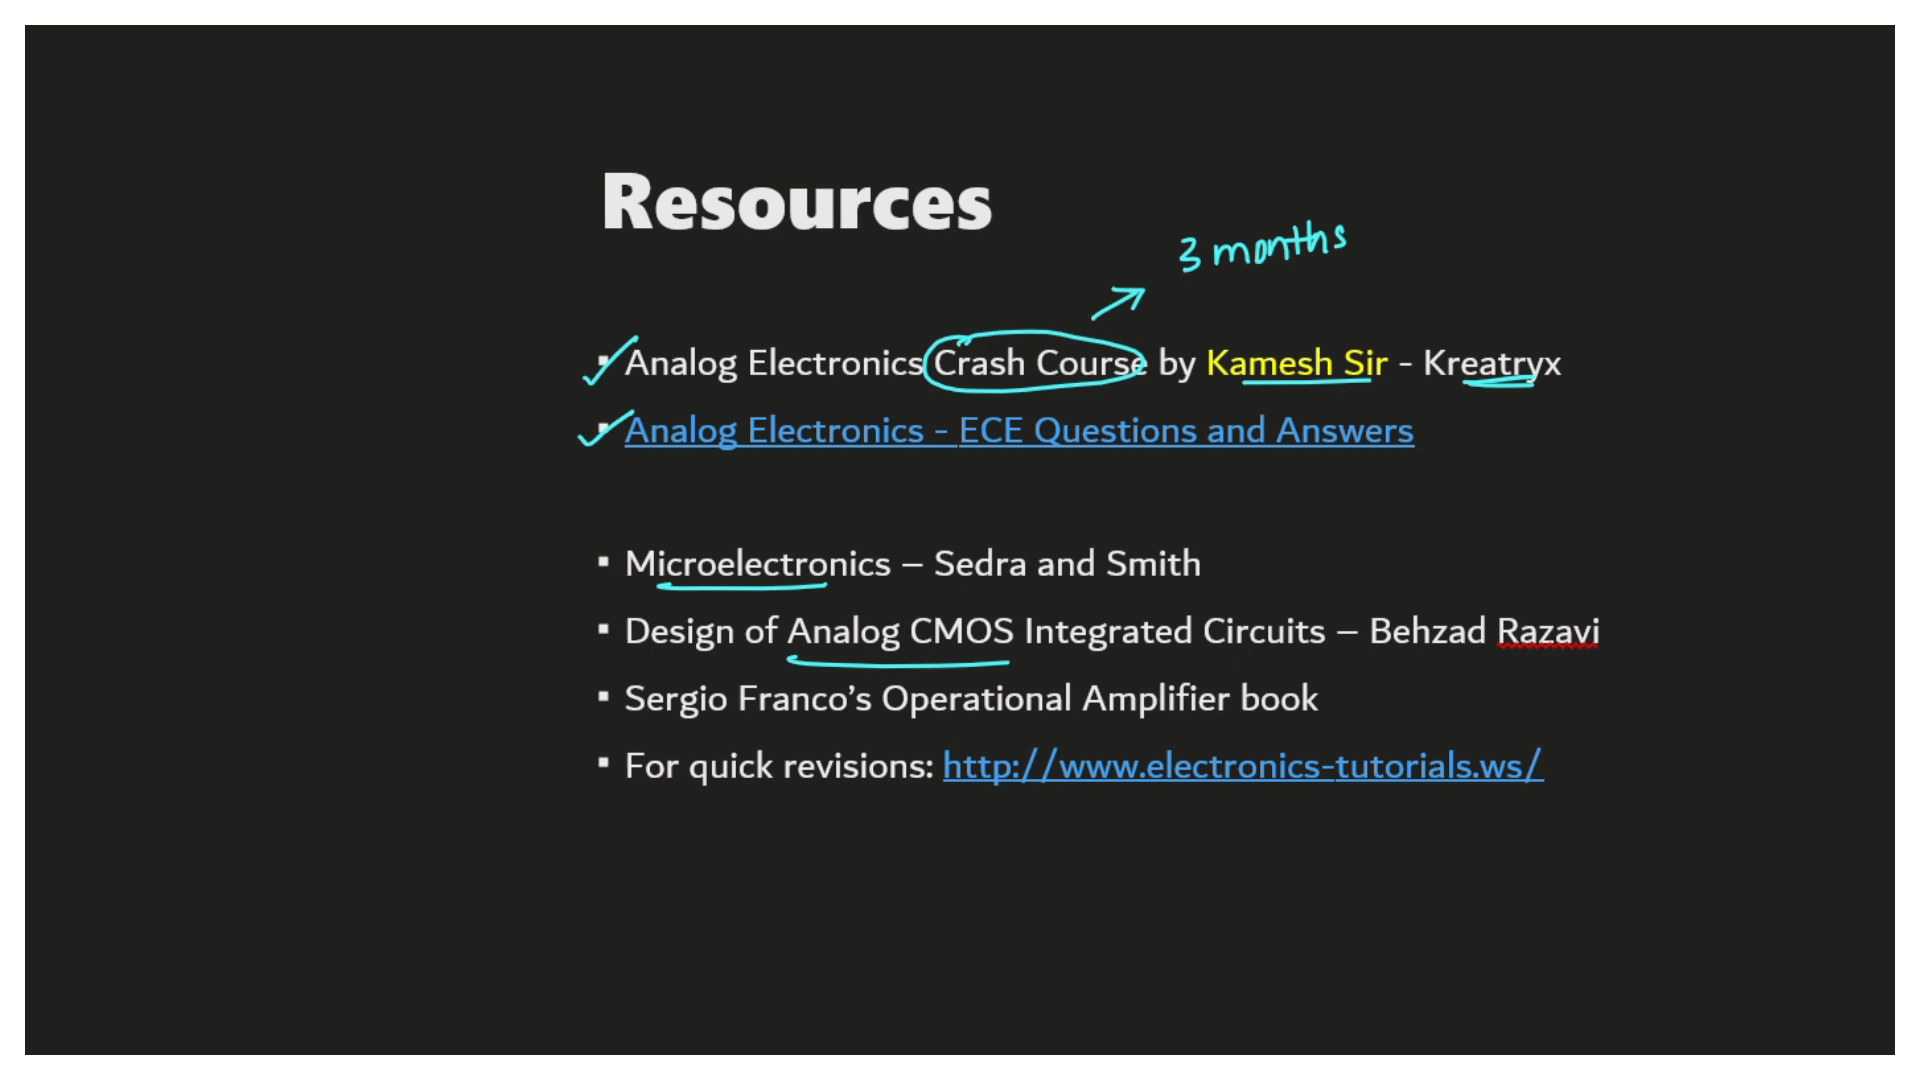 Resources
3 months
▪ Analog Electronics Crash Course by Kamesh Sir - Kreatryx
▪ Analog Electronics - ECE Questions and Answers
▪ Microelectronics – Sedra and Smith
▪ Design of Analog CMOS Integrated Circuits – Behzad Razavi
▪ Sergio Franco’s Operational Amplifier book
▪ For quick revisions: http://www.electronics-tutorials.ws/